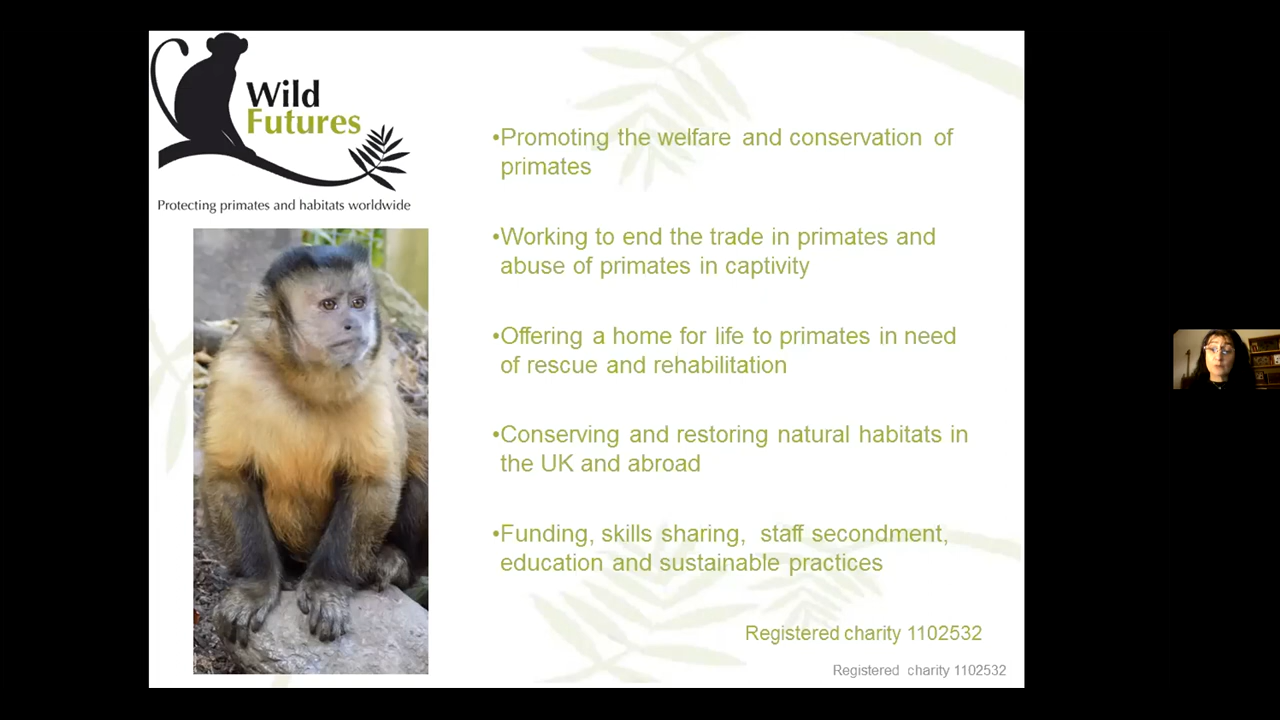 Wild
Futures
Protecting primates and habitats worldwide
•Promoting the welfare and conservation of
primates
•Working to end the trade in primates and
abuse of primates in captivity
•Offering a home for life to primates in need
of rescue and rehabilitation
•Conserving and restoring natural habitats in
the UK and abroad
•Funding, skills sharing, staff secondment,
education and sustainable practices
Registered charity 1102532
Registered charity 1102532